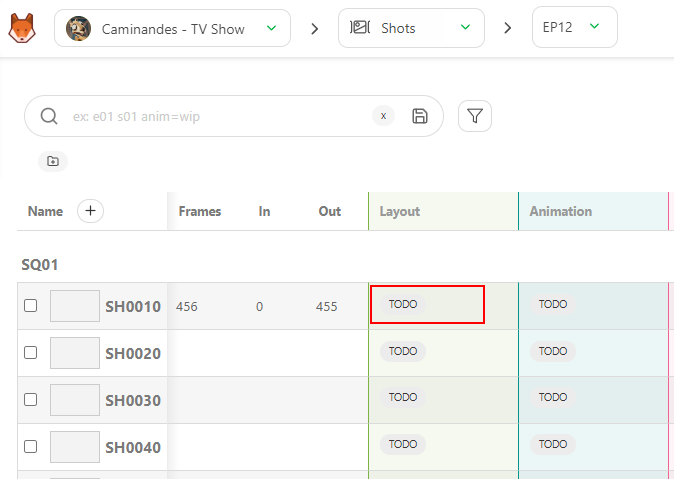 Caminandes - TV Show > Shots > EP12
ex: e01 s01 anim=wip x
Name + Frames In Out Layout Animation
SQ01
SH0010 456 0 455 TODO TODO
SH0020 TODO TODO
SH0030 TODO TODO
SH0040 TODO TODO